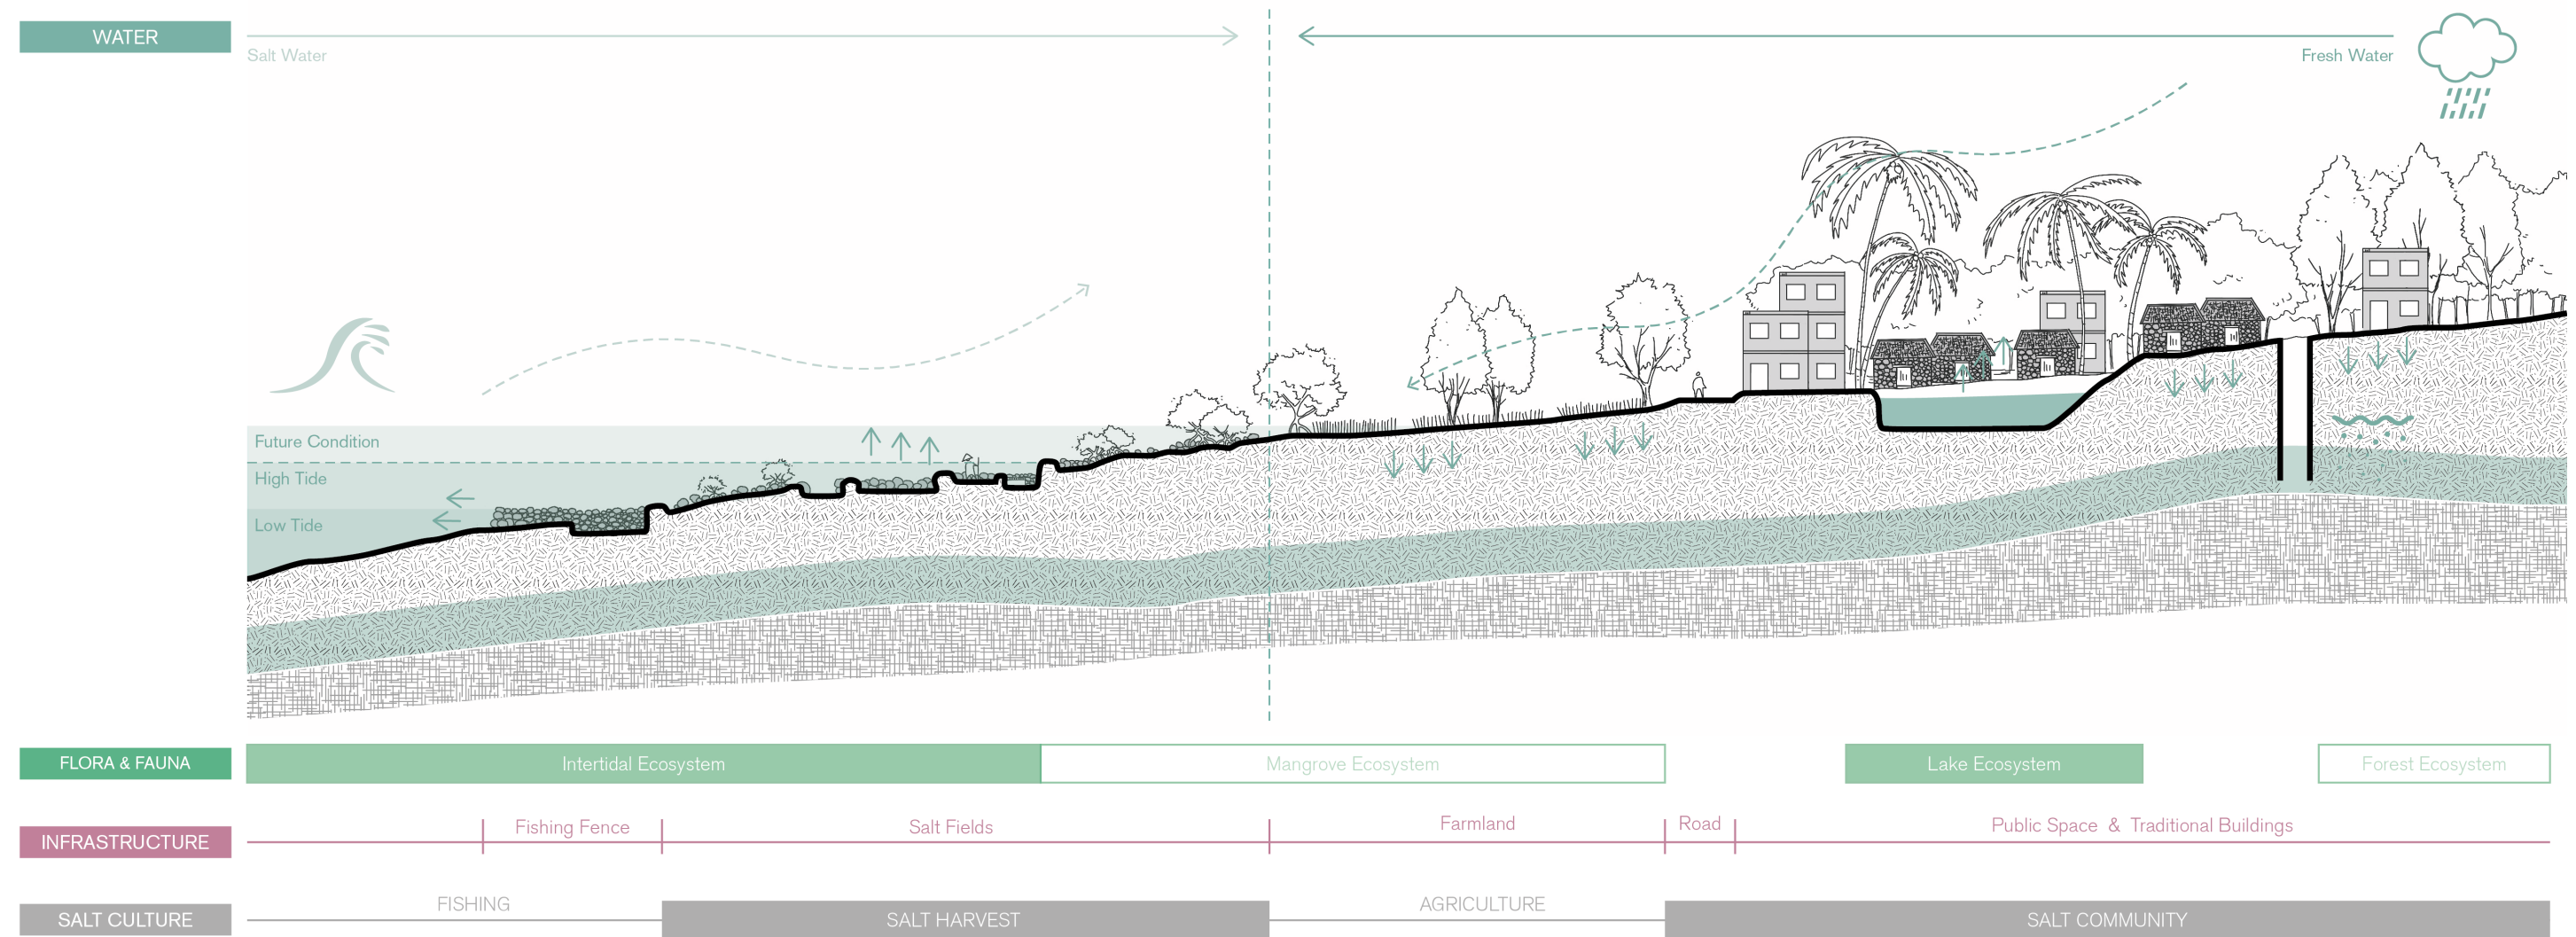 WATER
Salt Water
Fresh Water
Future Condition
High Tide
Low Tide
FLORA & FAUNA
Intertidal Ecosystem
Mangrove Ecosystem
Lake Ecosystem
Forest Ecosystem
INFRASTRUCTURE
Fishing Fence
Salt Fields
Farmland
Road
Public Space & Traditional Buildings
SALT CULTURE
FISHING
SALT HARVEST
AGRICULTURE
SALT COMMUNITY